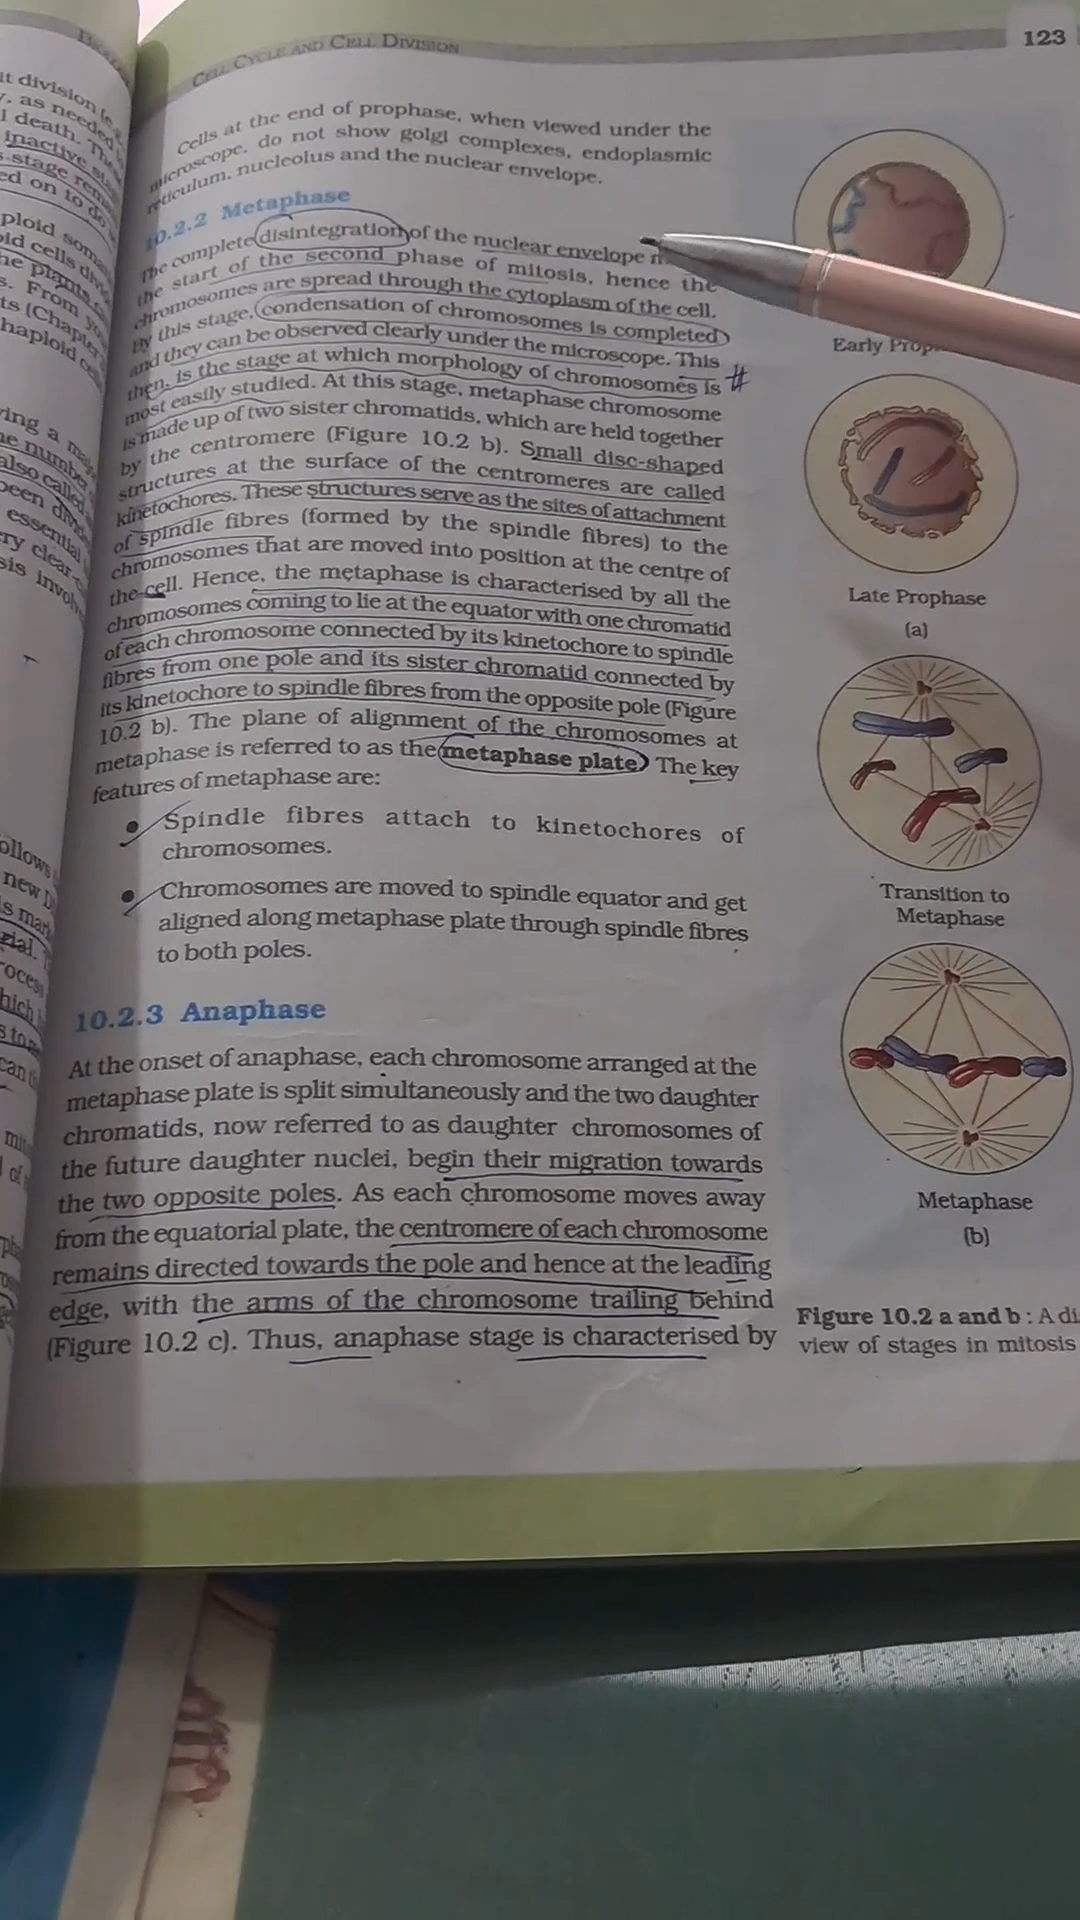 CELL CYCLE AND CELL DIVISION
123
Cells at the end of prophase, when viewed under the
microscope, do not show golgi complexes, endoplasmic
reticulum, nucleolus and the nuclear envelope.
10.2.2 Metaphase
The complete disintegration of the nuclear envelope
the start of the second phase of mitosis, hence the
chromosomes are spread through the cytoplasm of the cell.
By this stage, condensation of chromosomes is completed
and they can be observed clearly under the microscope. This
then, is the stage at which morphology of chromosomes is #
most easily studied. At this stage, metaphase chromosome
is made up of two sister chromatids, which are held together
by the centromere (Figure 10.2 b). Small disc-shaped
structures at the surface of the centromeres are called
kinetochores. These structures serve as the sites of attachment
of spindle fibres (formed by the spindle fibres) to the
chromosomes that are moved into position at the centre of
the cell. Hence, the metaphase is characterised by all the
chromosomes coming to lie at the equator with one chromatid
of each chromosome connected by its kinetochore to spindle
fibres from one pole and its sister chromatid connected by
its kinetochore to spindle fibres from the opposite pole (Figure
10.2 b). The plane of alignment of the chromosomes at
metaphase is referred to as the metaphase plate. The key
features of metaphase are:
• Spindle fibres attach to kinetochores of
chromosomes.
• Chromosomes are moved to spindle equator and get
aligned along metaphase plate through spindle fibres
to both poles.
10.2.3 Anaphase
At the onset of anaphase, each chromosome arranged at the
metaphase plate is split simultaneously and the two daughter
chromatids, now referred to as daughter chromosomes of
the future daughter nuclei, begin their migration towards
the two opposite poles. As each chromosome moves away
from the equatorial plate, the centromere of each chromosome
remains directed towards the pole and hence at the leading
edge, with the arms of the chromosome trailing behind
(Figure 10.2 c). Thus, anaphase stage is characterised by
Early
Late Prophase
(a)
Transition to
Metaphase
Metaphase
(b)
Figure 10.2 a and b : A
view of stages in mitosis